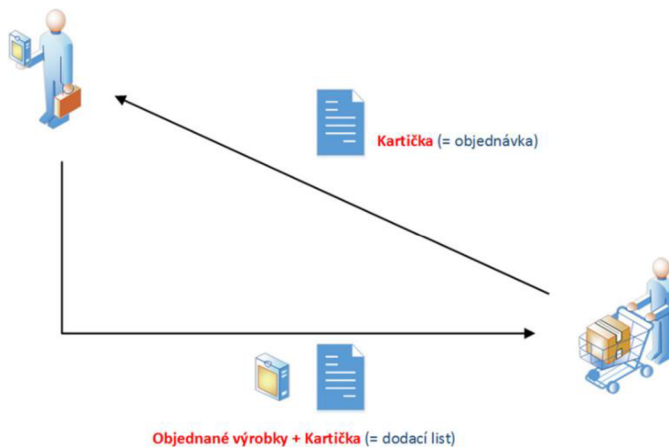 Kartička (= objednávka)
Objednané výrobky + Kartička (= dodací list)